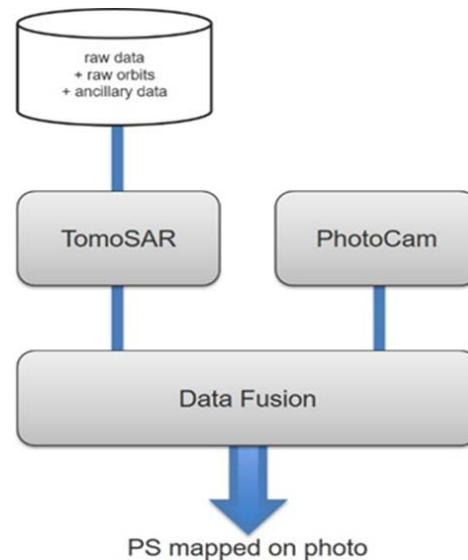 raw data
+ raw orbits
+ ancillary data
TomoSAR
PhotoCam
Data Fusion
PS mapped on photo